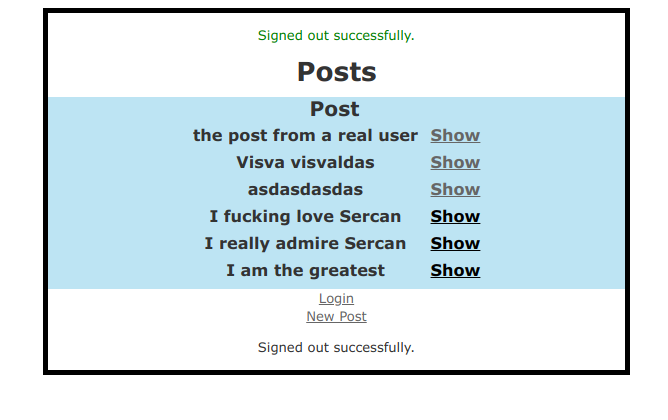 Signed out successfully.
Posts
Post
the post from a real user Show
Visva visvaldas Show
asdasdasdas Show
I fucking love Sercan Show
I really admire Sercan Show
I am the greatest Show
Login
New Post
Signed out successfully.